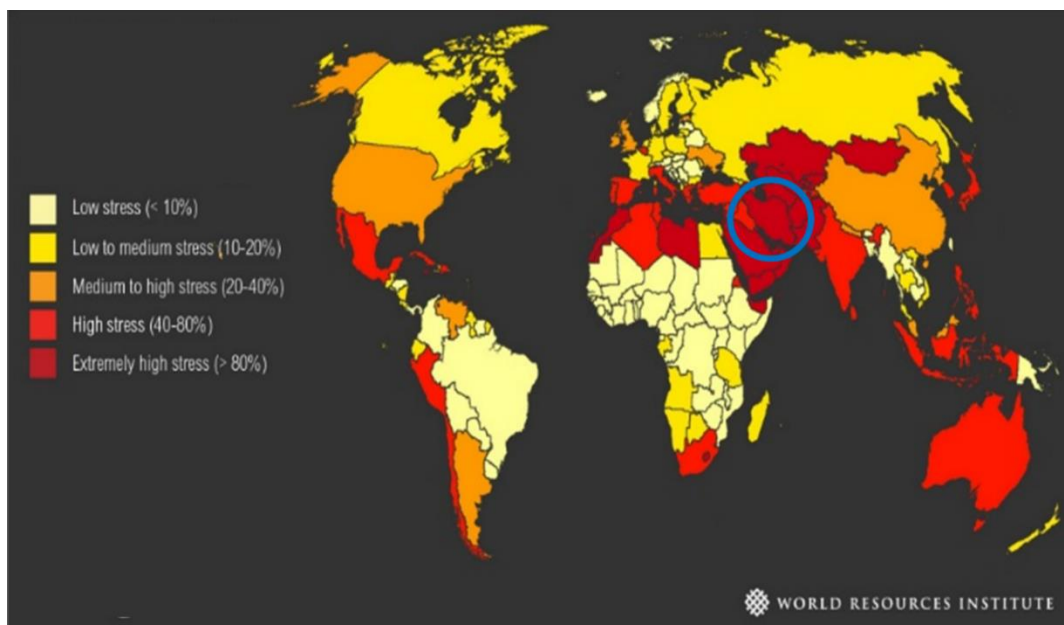 Low stress (< 10%)
Low to medium stress (10-20%)
Medium to high stress (20-40%)
High stress (40-80%)
Extremely high stress (> 80%)
WORLD RESOURCES INSTITUTE